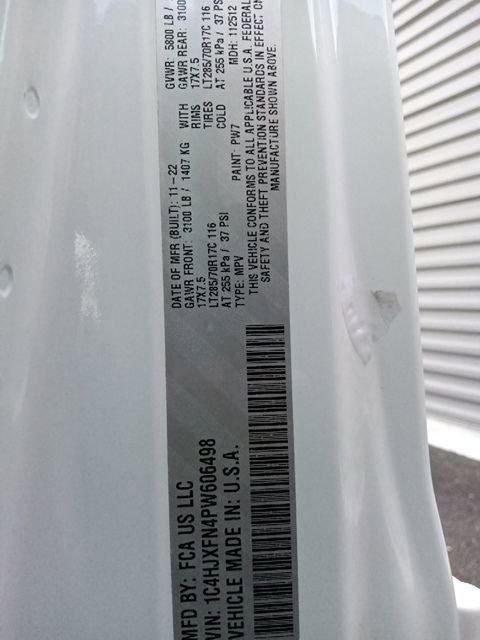 MFD BY: FCA US LLC
VIN: 1C4HJXFN4PW606498
VEHICLE MADE IN: U.S.A.
DATE OF MFR (BUILT): 11-22 GVWR: 5800 LB /
GAWR FRONT: 3100 LB / 1407 KG WITH GAWR REAR: 3100
17X7.5 RIMS 17X7.5
LT285/70R17C 116 TIRES LT285/70R17C 116
AT 255 kPa / 37 PSI COLD AT 255 kPa / 37 PS
TYPE: MPV PAINT: PW7 MDH: 112512
THIS VEHICLE CONFORMS TO ALL APPLICABLE U.S.A. FEDERAL
SAFETY AND THEFT PREVENTION STANDARDS IN EFFECT ON
MANUFACTURE SHOWN ABOVE.